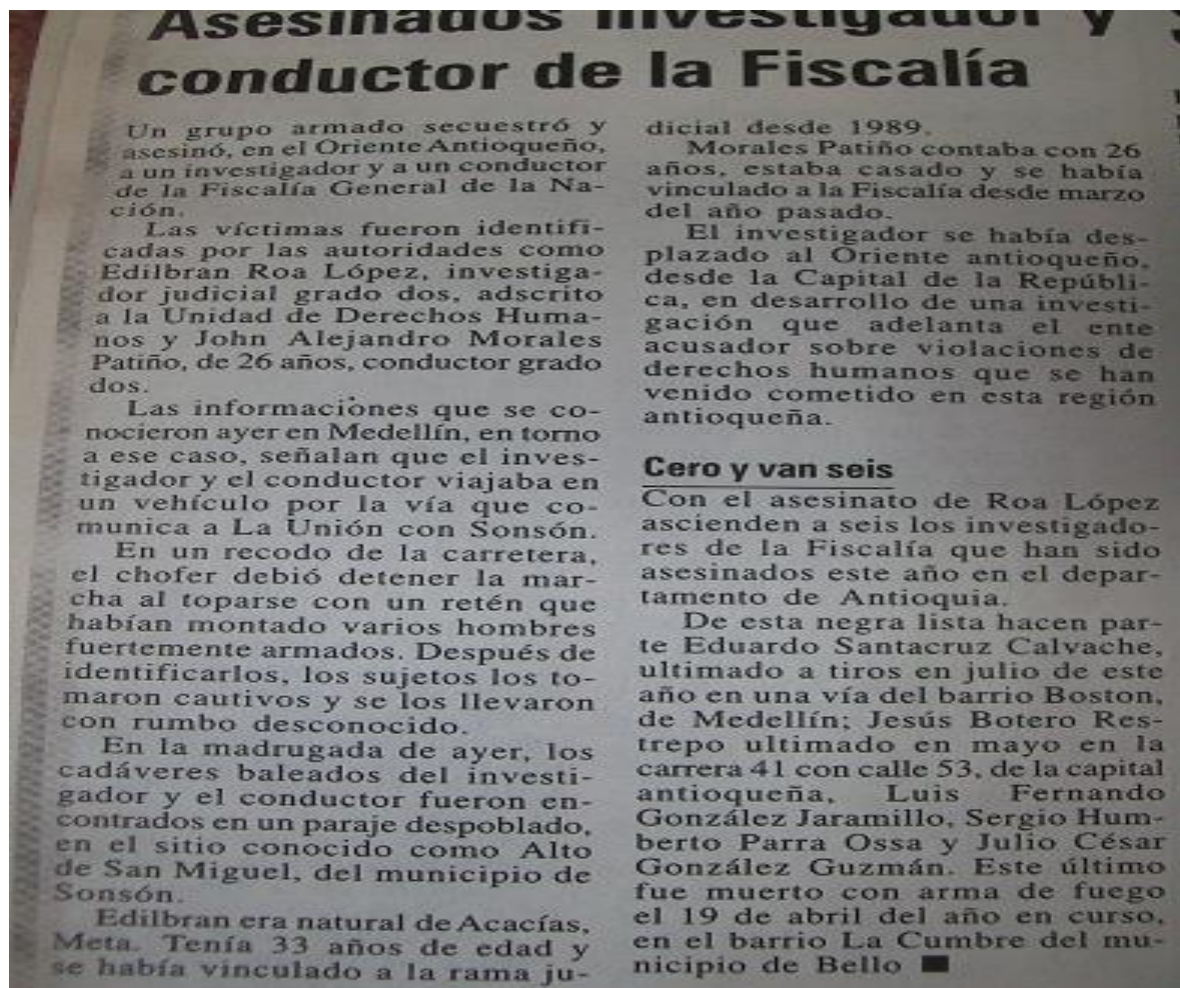 Asesinados investigador y
conductor de la Fiscalía
Un grupo armado secuestró y
asesinó, en el Oriente Antioqueño,
a un investigador y a un conductor
de la Fiscalía General de la Na-
ción.
Las víctimas fueron identifi-
cadas por las autoridades como
Edilbran Roa López, investiga-
dor judicial grado dos, adscrito
a la Unidad de Derechos Huma-
nos y John Alejandro Morales
Patiño, de 26 años, conductor grado
dos.
Las informaciones que se co-
nocieron ayer en Medellín, en torno
a ese caso, señalan que el inves-
tigador y el conductor viajaba en
un vehículo por la vía que co-
munica a La Unión con Sonsón.
En un recodo de la carretera,
el chofer debió detener la mar-
cha al toparse con un retén que
habían montado varios hombres
fuertemente armados. Después de
identificarlos, los sujetos los to-
maron cautivos y se los llevaron
con rumbo desconocido.
En la madrugada de ayer, los
cadáveres baleados del investi-
gador y el conductor fueron en-
contrados en un paraje despoblado,
en el sitio conocido como Alto
de San Miguel, del municipio de
Sonsón.
Edilbran era natural de Acacías,
Meta. Tenía 33 años de edad y
se había vinculado a la rama ju-
dicial desde 1989.
Morales Patiño contaba con 26
años, estaba casado y se había
vinculado a la Fiscalía desde marzo
del año pasado.
El investigador se había des-
plazado al Oriente antioqueño,
desde la Capital de la Repúbli-
ca, en desarrollo de una investi-
gación que adelanta el ente
acusador sobre violaciones de
derechos humanos que se han
venido cometido en esta región
antioqueña.
Cero y van seis
Con el asesinato de Roa López
ascienden a seis los investigado-
res de la Fiscalía que han sido
asesinados este año en el depar-
tamento de Antioquia.
De esta negra lista hacen par-
te Eduardo Santacruz Calvache,
ultimado a tiros en julio de este
año en una vía del barrio Boston,
de Medellín; Jesús Botero Res-
trepo ultimado en mayo en la
carrera 41 con calle 53, de la capital
antioqueña, Luis Fernando
González Jaramillo, Sergio Hum-
berto Parra Ossa y Julio César
González Guzmán. Este último
fue muerto con arma de fuego
el 19 de abril del año en curso,
en el barrio La Cumbre del mu-
nicipio de Bello